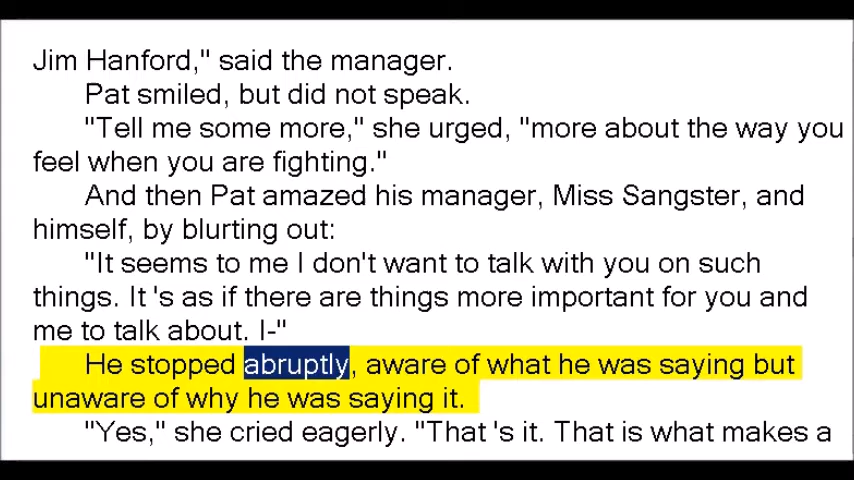 Jim Hanford," said the manager.
Pat smiled, but did not speak.
"Tell me some more," she urged, "more about the way you
feel when you are fighting."
And then Pat amazed his manager, Miss Sangster, and
himself, by blurting out:
"It seems to me I don't want to talk with you on such
things. It 's as if there are things more important for you and
me to talk about. I-"
He stopped abruptly, aware of what he was saying but
unaware of why he was saying it.
"Yes," she cried eagerly. "That 's it. That is what makes a